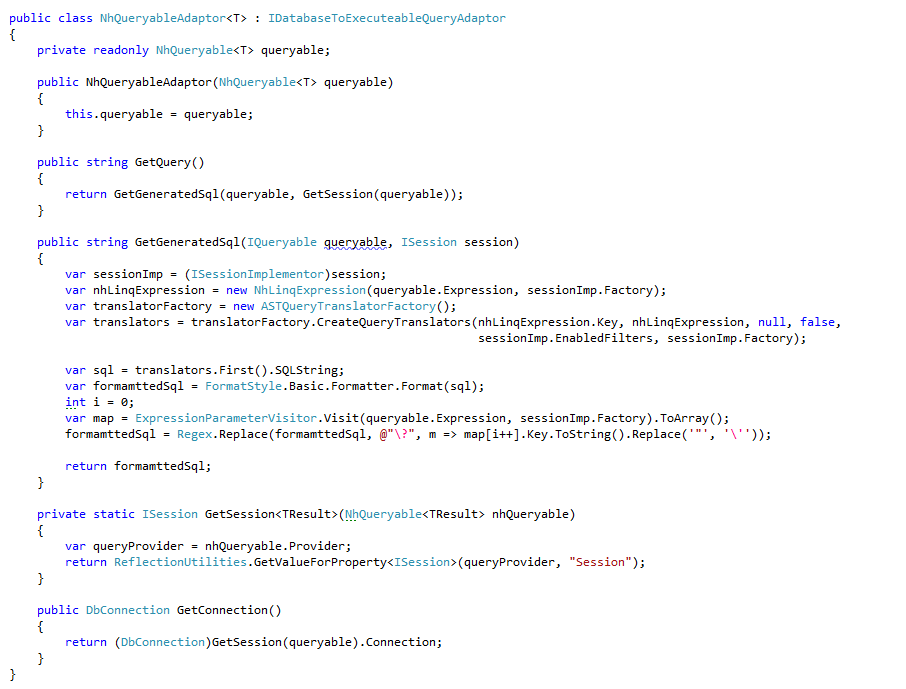 public class NhQueryableAdaptor<T> : IDatabaseToExecuteableQueryAdaptor
{
    private readonly NhQueryable<T> queryable;

    public NhQueryableAdaptor(NhQueryable<T> queryable)
    {
        this.queryable = queryable;
    }

    public string GetQuery()
    {
        return GetGeneratedSql(queryable, GetSession(queryable));
    }

    public string GetGeneratedSql(IQueryable queryable, ISession session)
    {
        var sessionImp = (ISessionImplementor)session;
        var nhLinqExpression = new NhLinqExpression(queryable.Expression, sessionImp.Factory);
        var translatorFactory = new ASTQueryTranslatorFactory();
        var translators = translatorFactory.CreateQueryTranslators(nhLinqExpression.Key, nhLinqExpression, null, false,
                                                                   sessionImp.EnabledFilters, sessionImp.Factory);

        var sql = translators.First().SQLString;
        var formamttedSql = FormatStyle.Basic.Formatter.Format(sql);
        int i = 0;
        var map = ExpressionParameterVisitor.Visit(queryable.Expression, sessionImp.Factory).ToArray();
        formamttedSql = Regex.Replace(formamttedSql, @"\?", m => map[i++].Key.ToString().Replace('"', '\''));

        return formamttedSql;
    }

    private static ISession GetSession<TResult>(NhQueryable<TResult> nhQueryable)
    {
        var queryProvider = nhQueryable.Provider;
        return ReflectionUtilities.GetValueForProperty<ISession>(queryProvider, "Session");
    }

    public DbConnection GetConnection()
    {
        return (DbConnection)GetSession(queryable).Connection;
    }
}